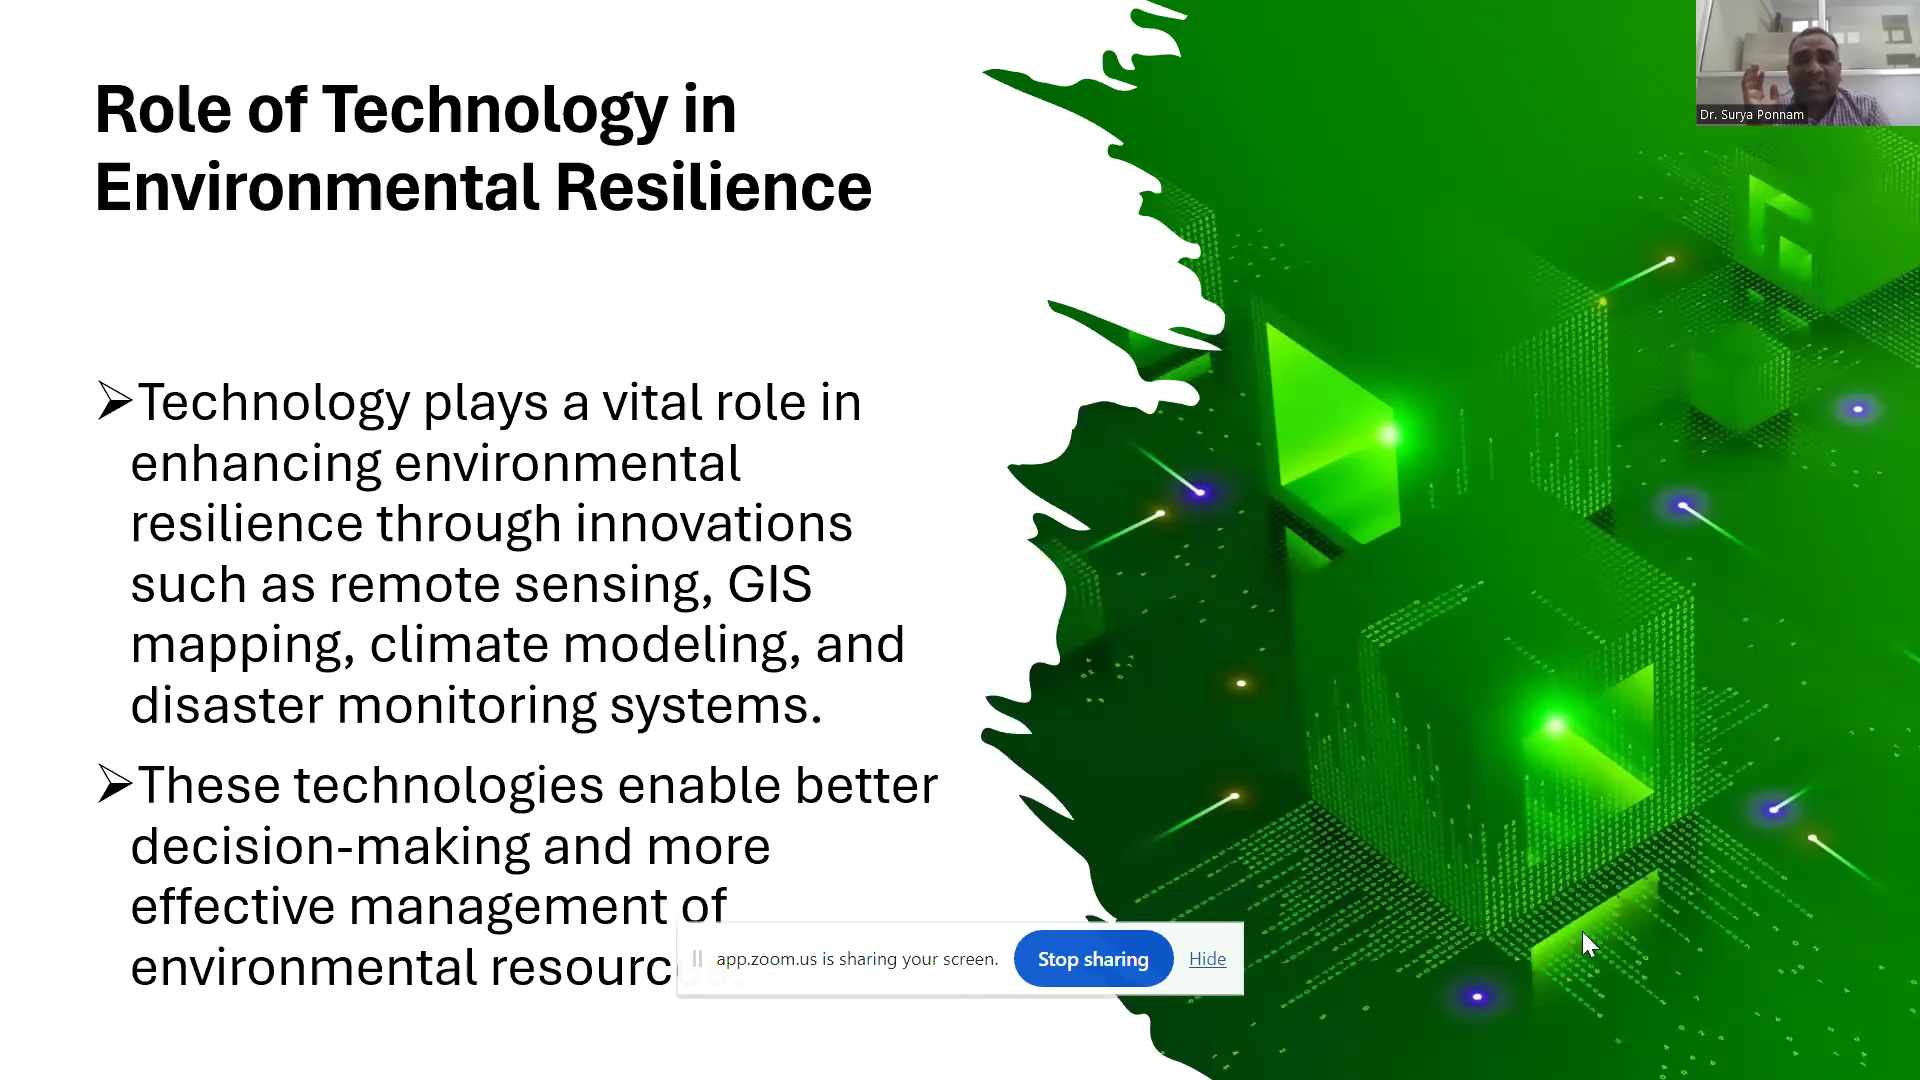 Role of Technology in
Environmental Resilience
Dr. Surya Ponnam
➢Technology plays a vital role in
enhancing environmental
resilience through innovations
such as remote sensing, GIS
mapping, climate modeling, and
disaster monitoring systems.
➢These technologies enable better
decision-making and more
effective management of
environmental resources.
app.zoom.us is sharing your screen.
Stop sharing
Hide